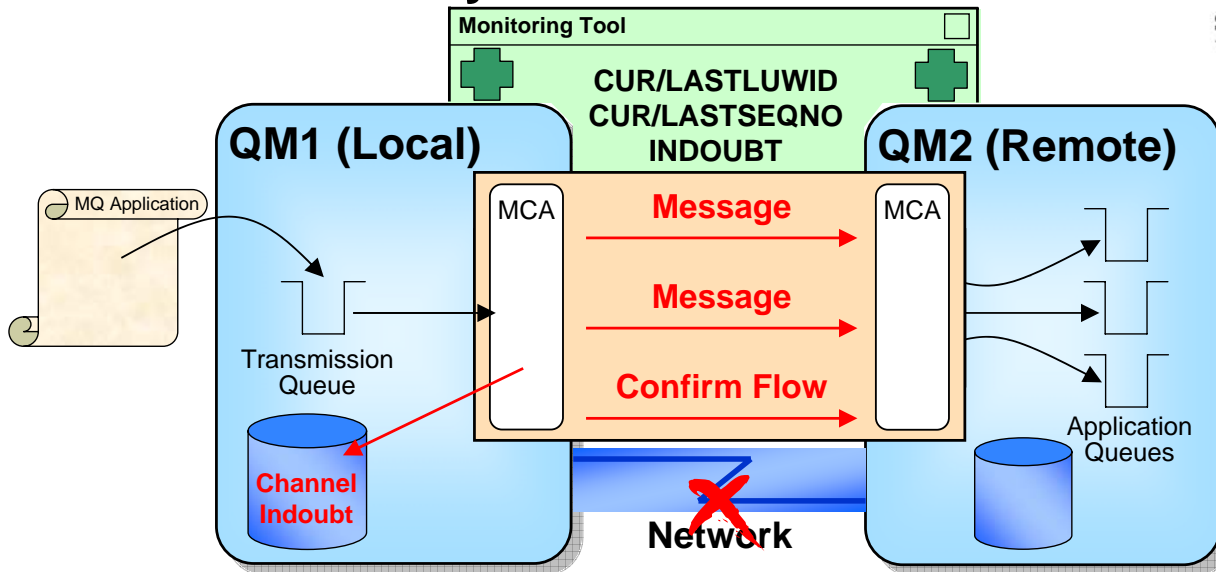 Monitoring Tool
CUR/LASTLUWID
CUR/LASTSEQNO
INDOUBT
QM1 (Local)
QM2 (Remote)
MQ Application
MCA
Message
MCA
Message
Transmission
Queue
Confirm Flow
Application
Queues
Channel
Indoubt
Network